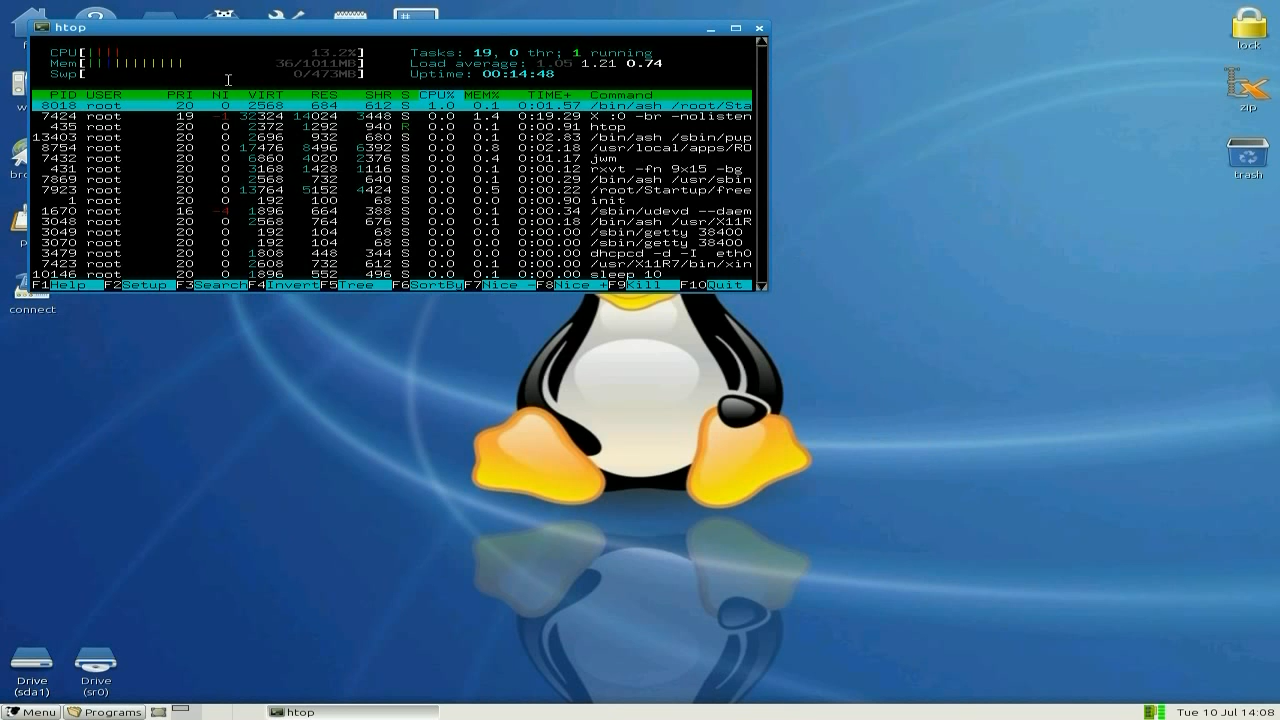 htop
CPU[|||| 13.2%] Tasks: 19, 0 thr; 1 running
Mem[||||||||||| 36/1011MB] Load average: 1.05 1.21 0.74
Swp[ 0/473MB] Uptime: 00:14:48
PID USER PRI NI VIRT RES SHR S CPU% MEM% TIME+ Command
8018 root 20 0 2568 684 612 S 1.0 0.1 0:01.57 /bin/ash /root/Sta
7424 root 19 -1 32324 14024 3448 S 0.0 1.4 0:19.29 X :0 -br -nolisten
435 root 20 0 2372 1292 940 R 0.0 0.1 0:00.91 htop
13403 root 20 0 2696 932 680 S 0.0 0.1 0:02.83 /bin/ash /sbin/pup
8754 root 20 0 17476 8496 6392 S 0.0 0.8 0:02.18 /usr/local/apps/RO
7432 root 20 0 6860 4020 2376 S 0.0 0.4 0:01.17 jwm
431 root 20 0 3168 1428 1116 S 0.0 0.1 0:00.12 rxvt -fn 9x15 -bg
7869 root 20 0 2568 732 640 S 0.0 0.1 0:00.29 /bin/ash /usr/sbin
7923 root 20 0 13764 5152 4424 S 0.0 0.5 0:00.22 /root/Startup/free
1 root 20 0 192 100 68 S 0.0 0.0 0:00.90 init
1670 root 16 -4 1896 664 388 S 0.0 0.1 0:00.34 /sbin/udevd --daem
3048 root 20 0 2568 764 676 S 0.0 0.1 0:00.18 /bin/ash /usr/X11R
3049 root 20 0 192 104 68 S 0.0 0.0 0:00.00 /sbin/getty 38400
3070 root 20 0 192 104 68 S 0.0 0.0 0:00.00 /sbin/getty 38400
3479 root 20 0 1808 448 344 S 0.0 0.0 0:00.00 dhcpcd -d -I eth0
7423 root 20 0 2608 732 612 S 0.0 0.1 0:00.00 /usr/X11R7/bin/xin
10146 root 20 0 1896 552 496 S 0.0 0.1 0:00.00 sleep 10
F1Help F2Setup F3SearchF4InvertF5Tree F6SortByF7Nice -F8Nice +F9Kill F10Quit
lock
zip
trash
connect
Drive (sda1)
Drive (sr0)
Menu Programs htop Tue 10 Jul 14:08